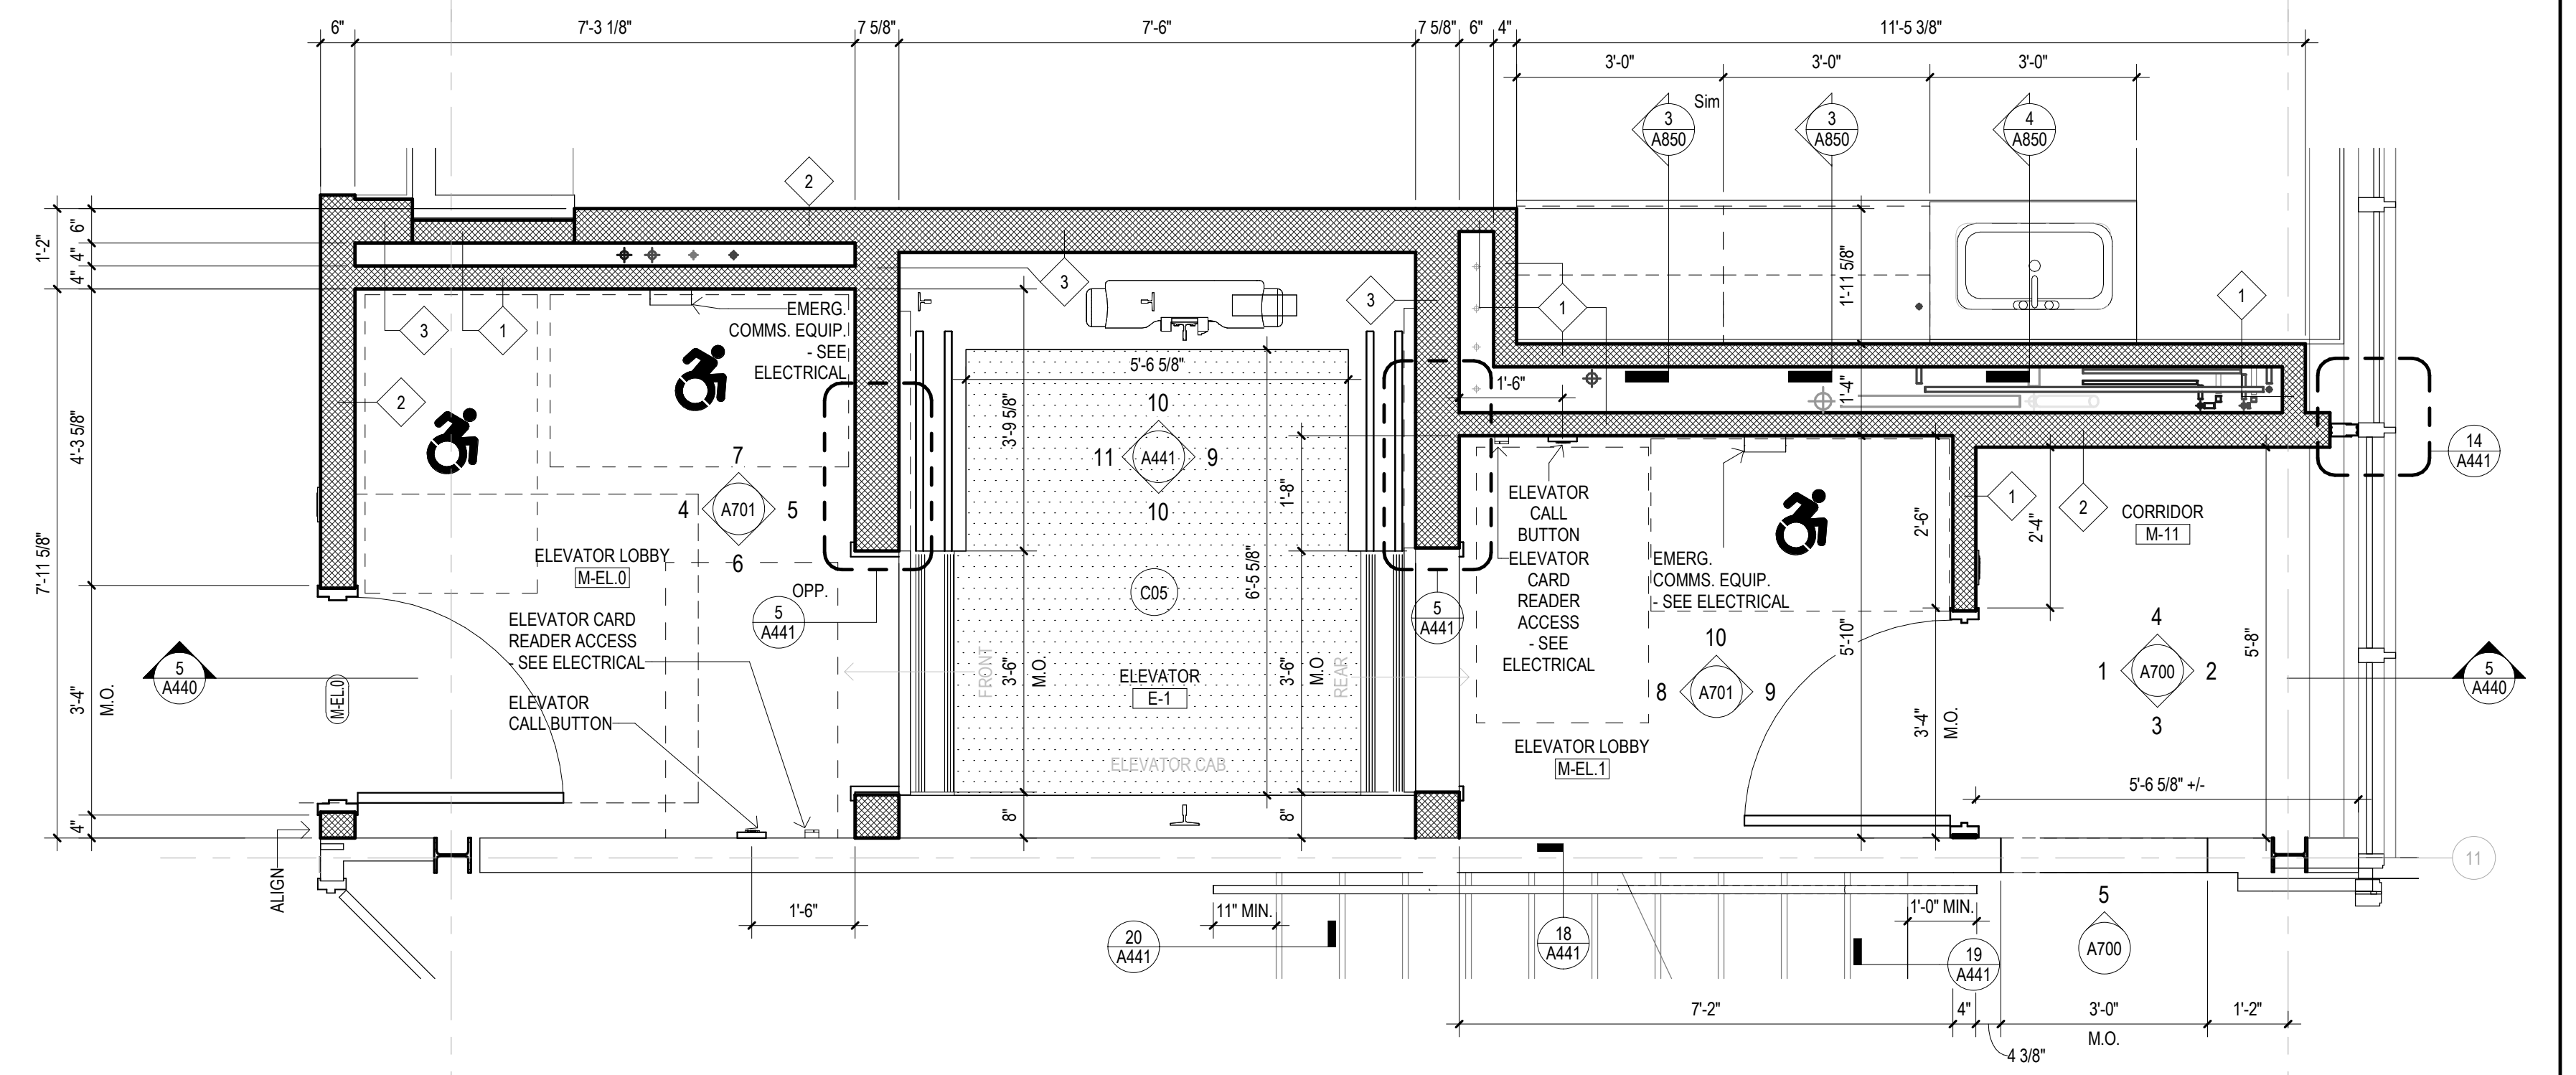 6" 7'-3 1/8" 7 5/8" 7'-6" 7 5/8" 6" 4" 11'-5 3/8"
3'-0" 3'-0" 3'-0"
Sim
3
A850
3
A850
4
A850
2
1'-2"
6"
4"
4"
3
3
1
1
1'-11 5/8"
3
1
2
EMERG.
COMMS. EQUIP.
- SEE
ELECTRICAL
5'-6 5/8"
1'-6"
1'-4"
4'-3 5/8"
7'-11 5/8"
3'-9 5/8"
10
11 A441 9
10
1'-8"
7
4 A701 5
6
ELEVATOR LOBBY
M-EL.0
OPP.
5
A441
C05
6'-5 5/8"
5
A441
ELEVATOR
CALL
BUTTON
ELEVATOR
CARD
READER
ACCESS
- SEE
ELECTRICAL
EMERG.
COMMS. EQUIP.
- SEE ELECTRICAL
2'-6"
1
2'-4"
2
CORRIDOR
M-11
14
A441
ELEVATOR CARD
READER ACCESS
- SEE ELECTRICAL
ELEVATOR
CALL BUTTON
5
A440
M-EL.0
3'-4"
M.O.
4"
FRONT
3'-6"
M.O.
ELEVATOR
E-1
3'-6"
M.O
REAR
ELEVATOR CAB
8"
8"
10
8 A701 9
ELEVATOR LOBBY
M-EL.1
5'-10"
3'-4"
M.O.
4
1 A700 2
3
5'-8"
5
A440
5'-6 5/8" +/-
11
ALIGN
1'-6"
11" MIN.
20
A441
18
A441
1'-0" MIN.
19
A441
5
A700
7'-2" 4" 3'-0" 1'-2"
M.O.
4 3/8"